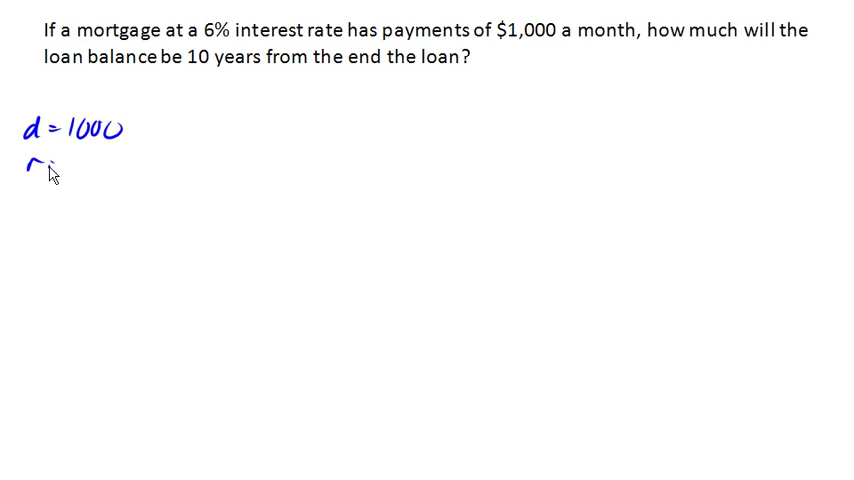 If a mortgage at a 6% interest rate has payments of $1,000 a month, how much will the
loan balance be 10 years from the end the loan?
d = 1000
r